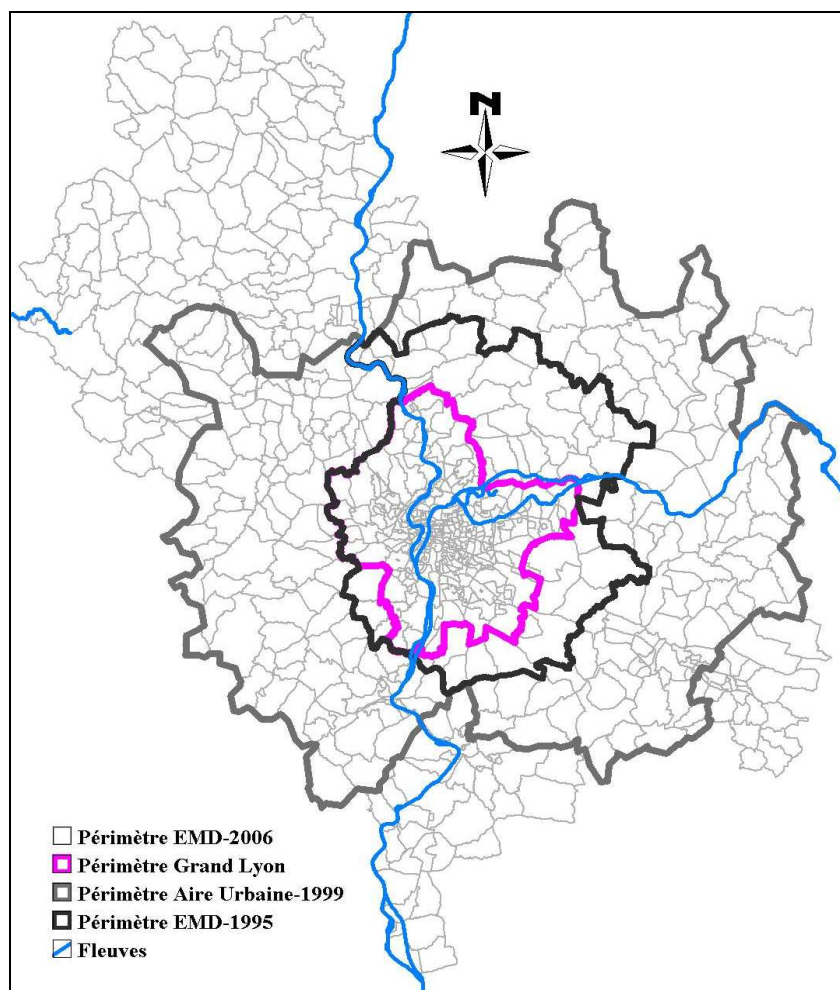 N
Périmètre EMD-2006
Périmètre Grand Lyon
Périmètre Aire Urbaine-1999
Périmètre EMD-1995
Fleuves